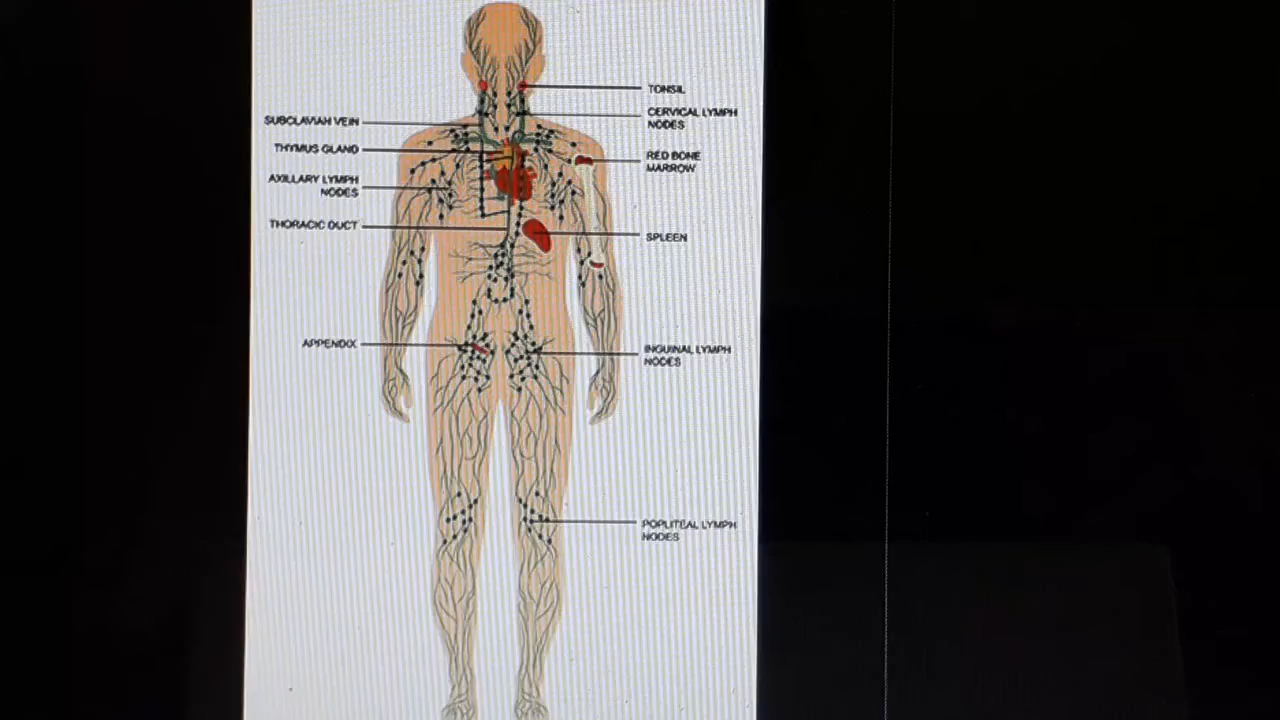 TONSIL
CERVICAL LYMPH
NODES
SUBCLAVIAN VEIN
THYMUS GLAND
RED BONE
MARROW
AXILLARY LYMPH
NODES
THORACIC DUCT
SPLEEN
APPENDIX
INGUINAL LYMPH
NODES
POPLITEAL LYMPH
NODES